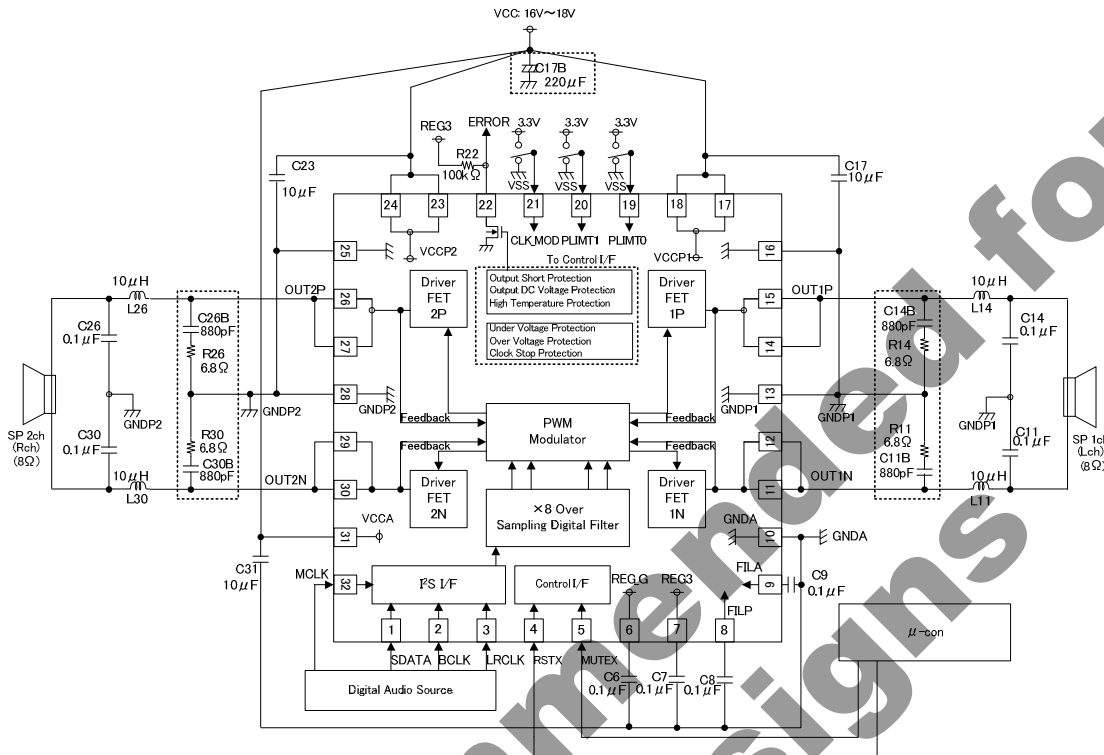 VCC: 16V～18V
C17B
220μF
C23
10μF
REG3
ERROR
R22
100kΩ
3.3V
3.3V
3.3V
VSS
VSS
VSS
C17
10μF
24
23
22
21
20
19
18
17
VCCP2
CLK_MOD
PLIMT1
PLIMT0
VCCP1
To Control I/F
25
16
Output Short Protection
Output DC Voltage Protection
High Temperature Protection
Under Voltage Protection
Over Voltage Protection
Clock Stop Protection
Driver
FET
2P
Driver
FET
1P
10μH
L26
OUT2P
26
27
C26
0.1μF
C26B
880pF
R26
6.8Ω
15
14
OUT1P
C14B
880pF
R14
6.8Ω
10μH
L14
C14
0.1μF
SP 2ch
(Rch)
(8Ω)
GNDP2
GNDP2
28
GNDP2
13
GNDP1
GNDP1
GNDP1
SP 1ch
(Lch)
(8Ω)
Feedback
Feedback
Feedback
Feedback
PWM
Modulator
C30
0.1μF
R30
6.8Ω
C30B
880pF
29
30
OUT2N
10μH
L30
Driver
FET
2N
×8 Over
Sampling Digital Filter
Driver
FET
1N
12
11
OUT1N
R11
6.8Ω
C11B
880pF
C11
0.1μF
10μH
L11
31
VCCA
GNDA
10
GNDA
C31
10μF
MCLK
32
I²S I/F
Control I/F
REG_G
REG3
FILA
FILP
9
C9
0.1μF
1
2
3
4
5
6
7
8
SDATA
BCLK
LRCLK
RSTX
MUTEX
C6
0.1μF
C7
0.1μF
C8
0.1μF
Digital Audio Source
μ-con
mended for
signs